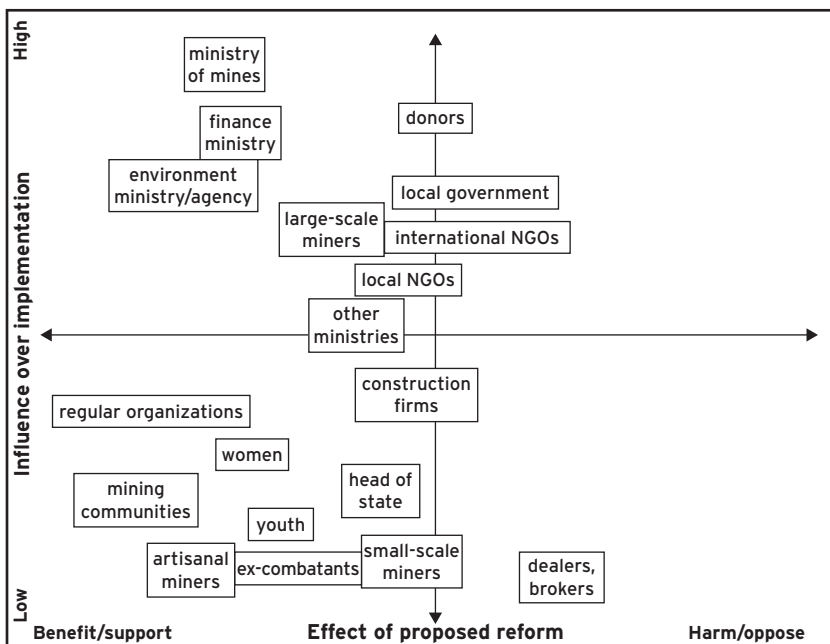 High
ministry
of mines
donors
finance
ministry
environment
ministry/agency
local government
large-scale
miners
international NGOs
local NGOs
other
ministries
Influence over implementation
construction
firms
regular organizations
women
head of
state
mining
communities
youth
small-scale
miners
artisanal
miners
ex-combatants
dealers,
brokers
Low
Benefit/support
Effect of proposed reform
Harm/oppose